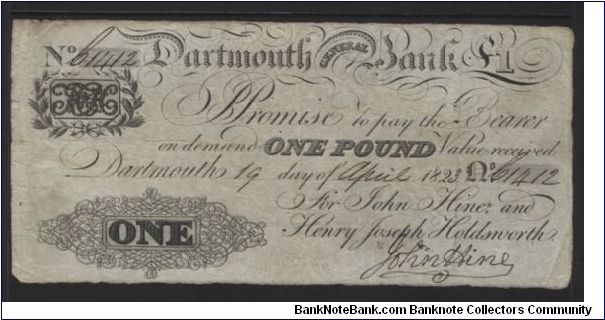 No 61412 Dartmouth GENERAL Bank £1
I Promise to pay the Bearer
on demand ONE POUND Value received
Dartmouth 19 day of April 1823 No 61412
For John Hine, and
Henry Joseph Holdsworth.
ONE
John Hine
BankNoteBank.com Banknote Collectors Community